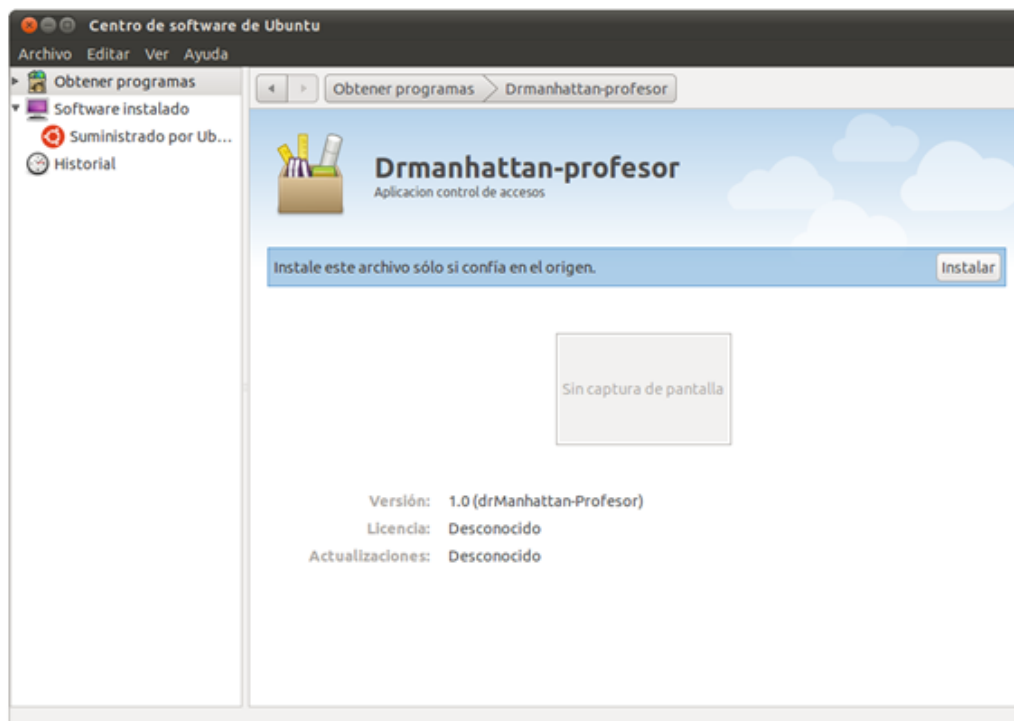 Centro de software de Ubuntu
Archivo Editar Ver Ayuda
Obtener programas
Software instalado
Suministrado por Ub...
Historial
Obtener programas Drmanhattan-profesor
Drmanhattan-profesor
Aplicacion control de accesos
Instale este archivo sólo si confía en el origen. Instalar
Sin captura de pantalla
Versión: 1.0 (drManhattan-Profesor)
Licencia: Desconocido
Actualizaciones: Desconocido